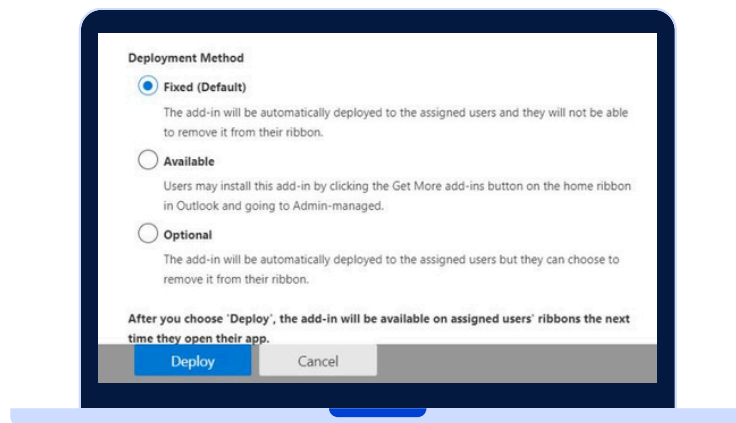 Deployment Method
Fixed (Default)
The add-in will be automatically deployed to the assigned users and they will not be able
to remove it from their ribbon.
Available
Users may install this add-in by clicking the Get More add-ins button on the home ribbon
in Outlook and going to Admin-managed.
Optional
The add-in will be automatically deployed to the assigned users but they can choose to
remove it from their ribbon.
After you choose 'Deploy', the add-in will be available on assigned users' ribbons the next
time they open their app.
Deploy
Cancel